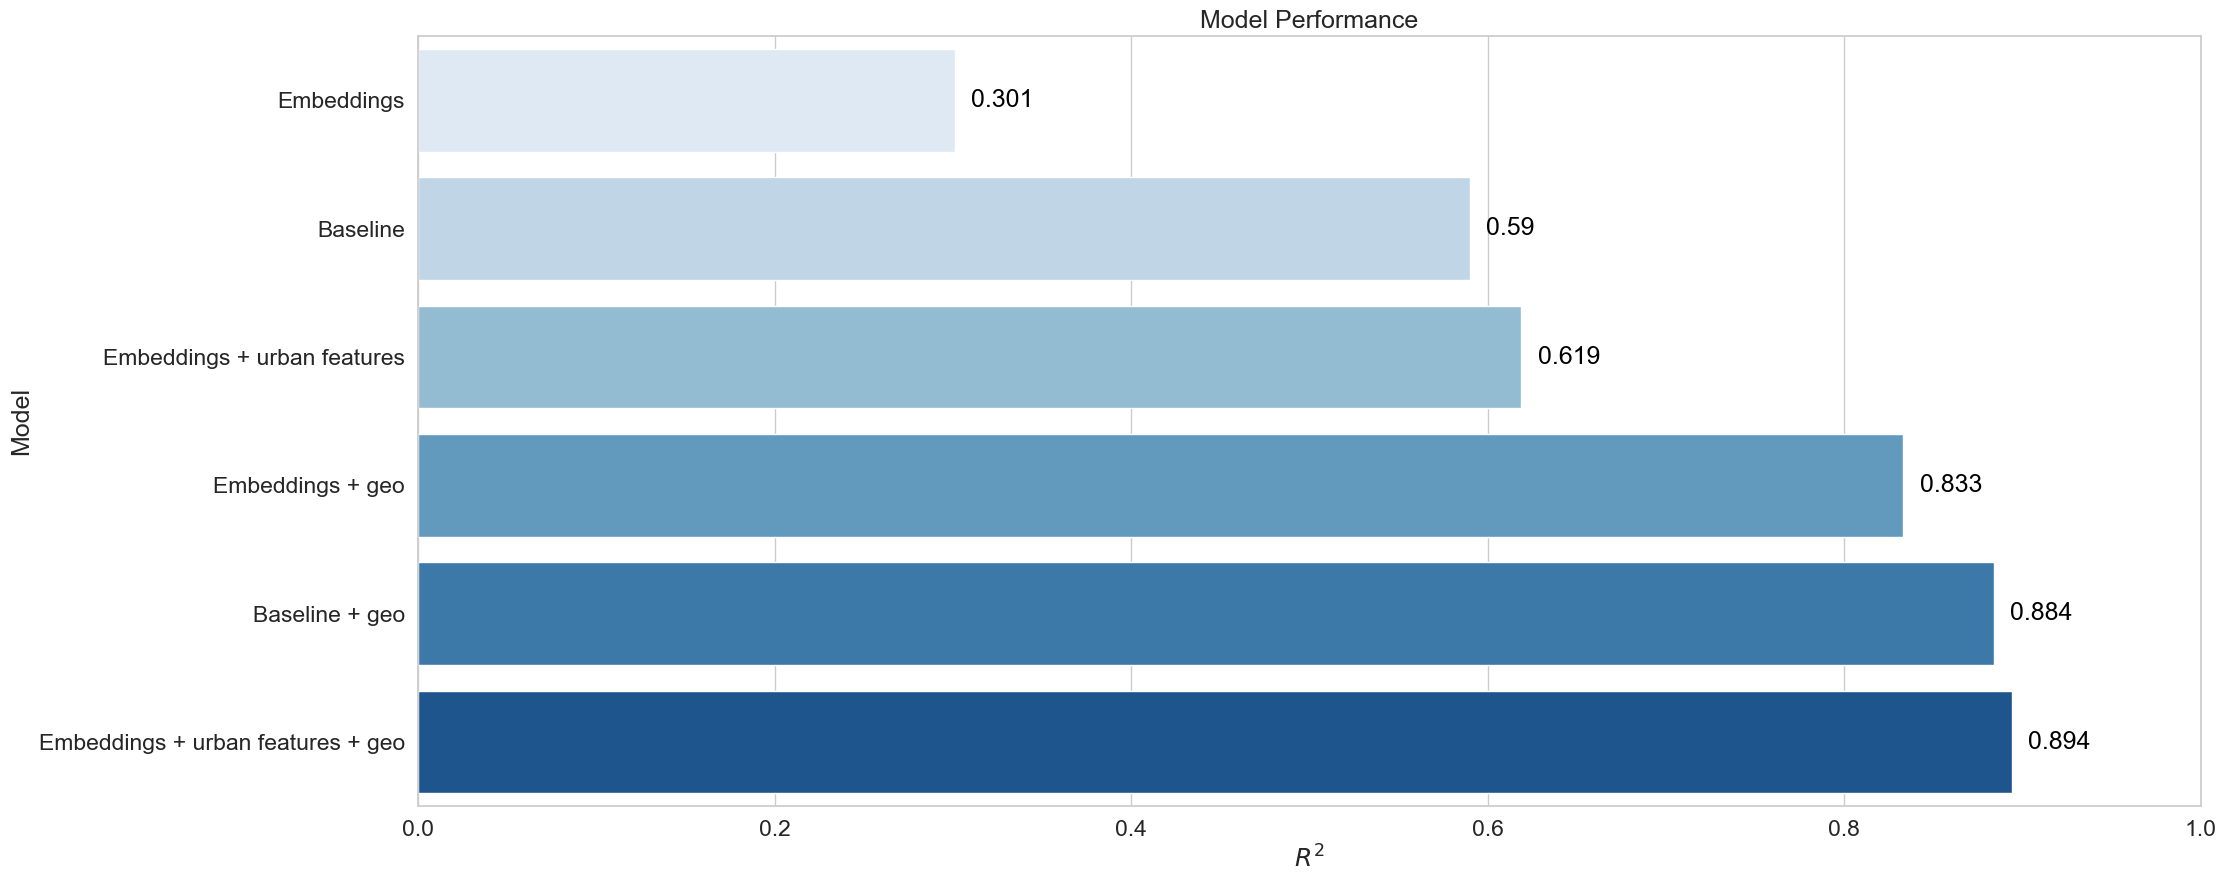 Model Performance
Embeddings
0.301
Baseline
0.59
Embeddings + urban features
0.619
Embeddings + geo
0.833
Baseline + geo
0.884
Embeddings + urban features + geo
0.894
Model
0.0 0.2 0.4 0.6 0.8 1.0
R²